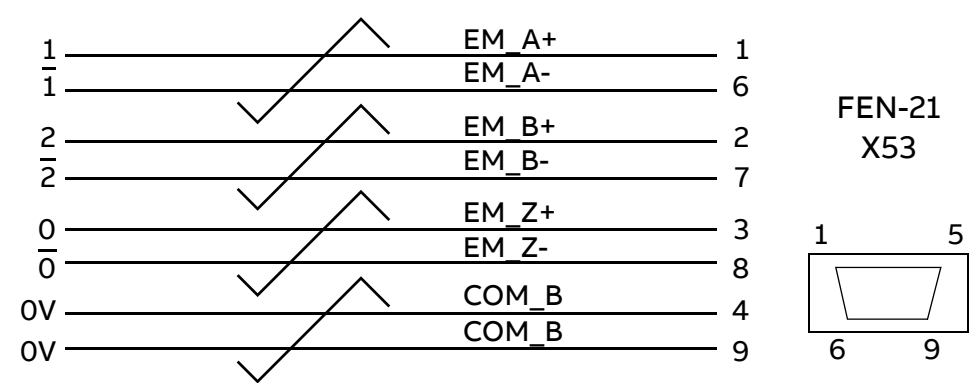 1 EM_A+ 1
1̅ EM_A- 6
2 EM_B+ 2
2̅ EM_B- 7
0 EM_Z+ 3
0̅ EM_Z- 8
0V COM_B 4
0V COM_B 9
FEN-21
X53
1 5
6 9